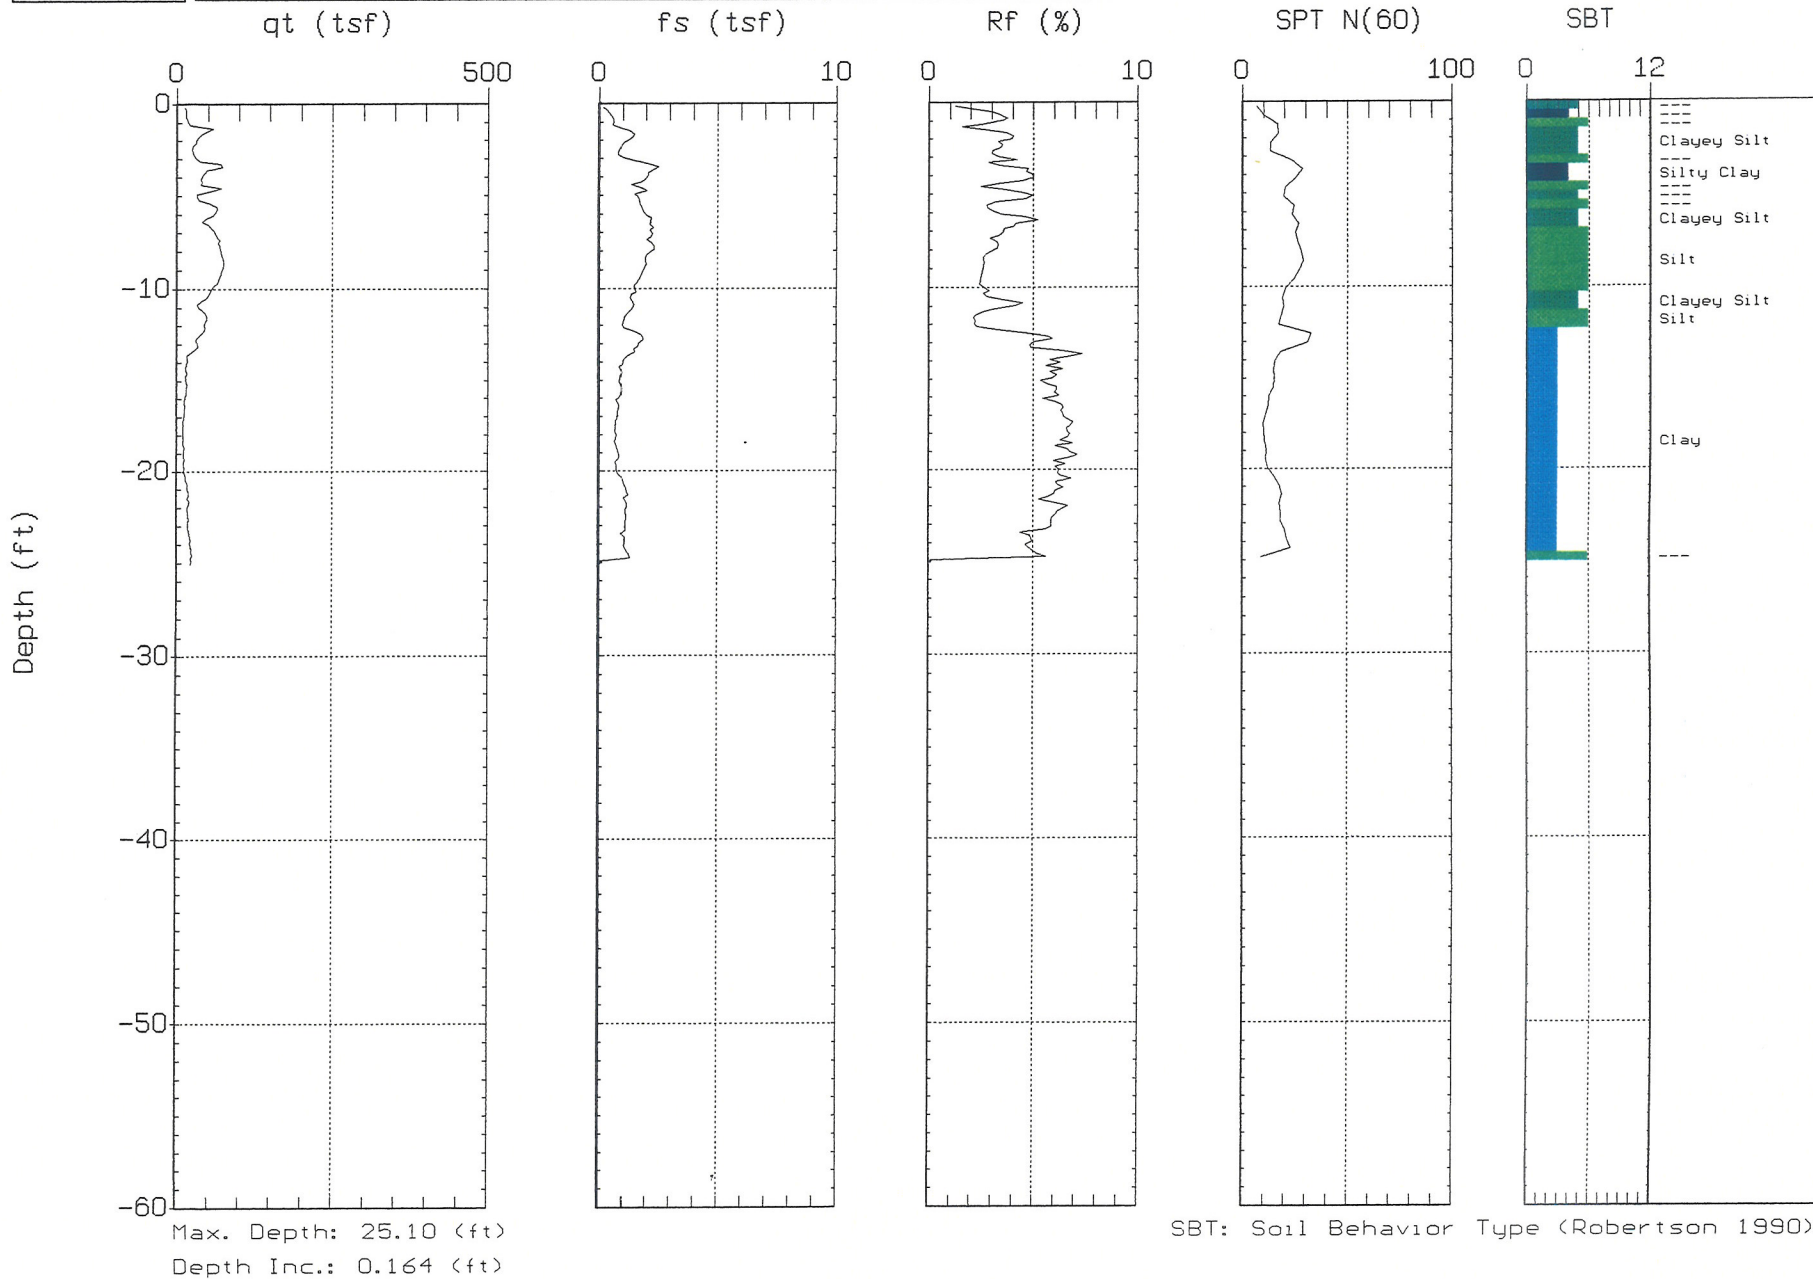 qt (tsf) fs (tsf) Rf (%) SPT N(60) SBT
0 500 0 10 0 10 0 100 0 12
0
---
---
---
Clayey Silt
---
Silty Clay
---
---
---
Clayey Silt
Silt
-10
Clayey Silt
Silt
Clay
-20
---
Depth (ft)
-30
-40
-50
-60
Max. Depth: 25.10 (ft)
SBT: Soil Behavior Type (Robertson 1990)
Depth Inc.: 0.164 (ft)